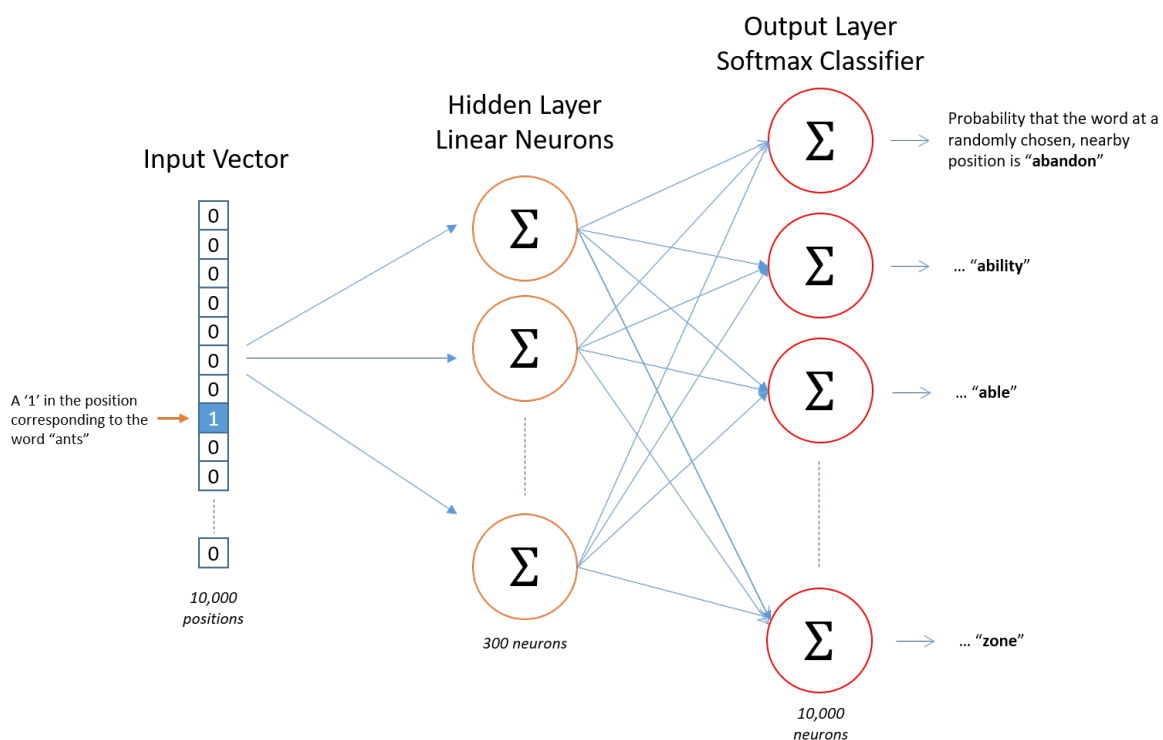 Output Layer
Softmax Classifier
Hidden Layer
Linear Neurons
Input Vector
0
0
0
0
0
0
0
1
0
0
0
A ‘1’ in the position
corresponding to the
word “ants”
10,000
positions
Σ
Σ
Σ
300 neurons
Σ
Σ
Σ
Σ
10,000
neurons
Probability that the word at a
randomly chosen, nearby
position is “abandon”
... “ability”
... “able”
... “zone”